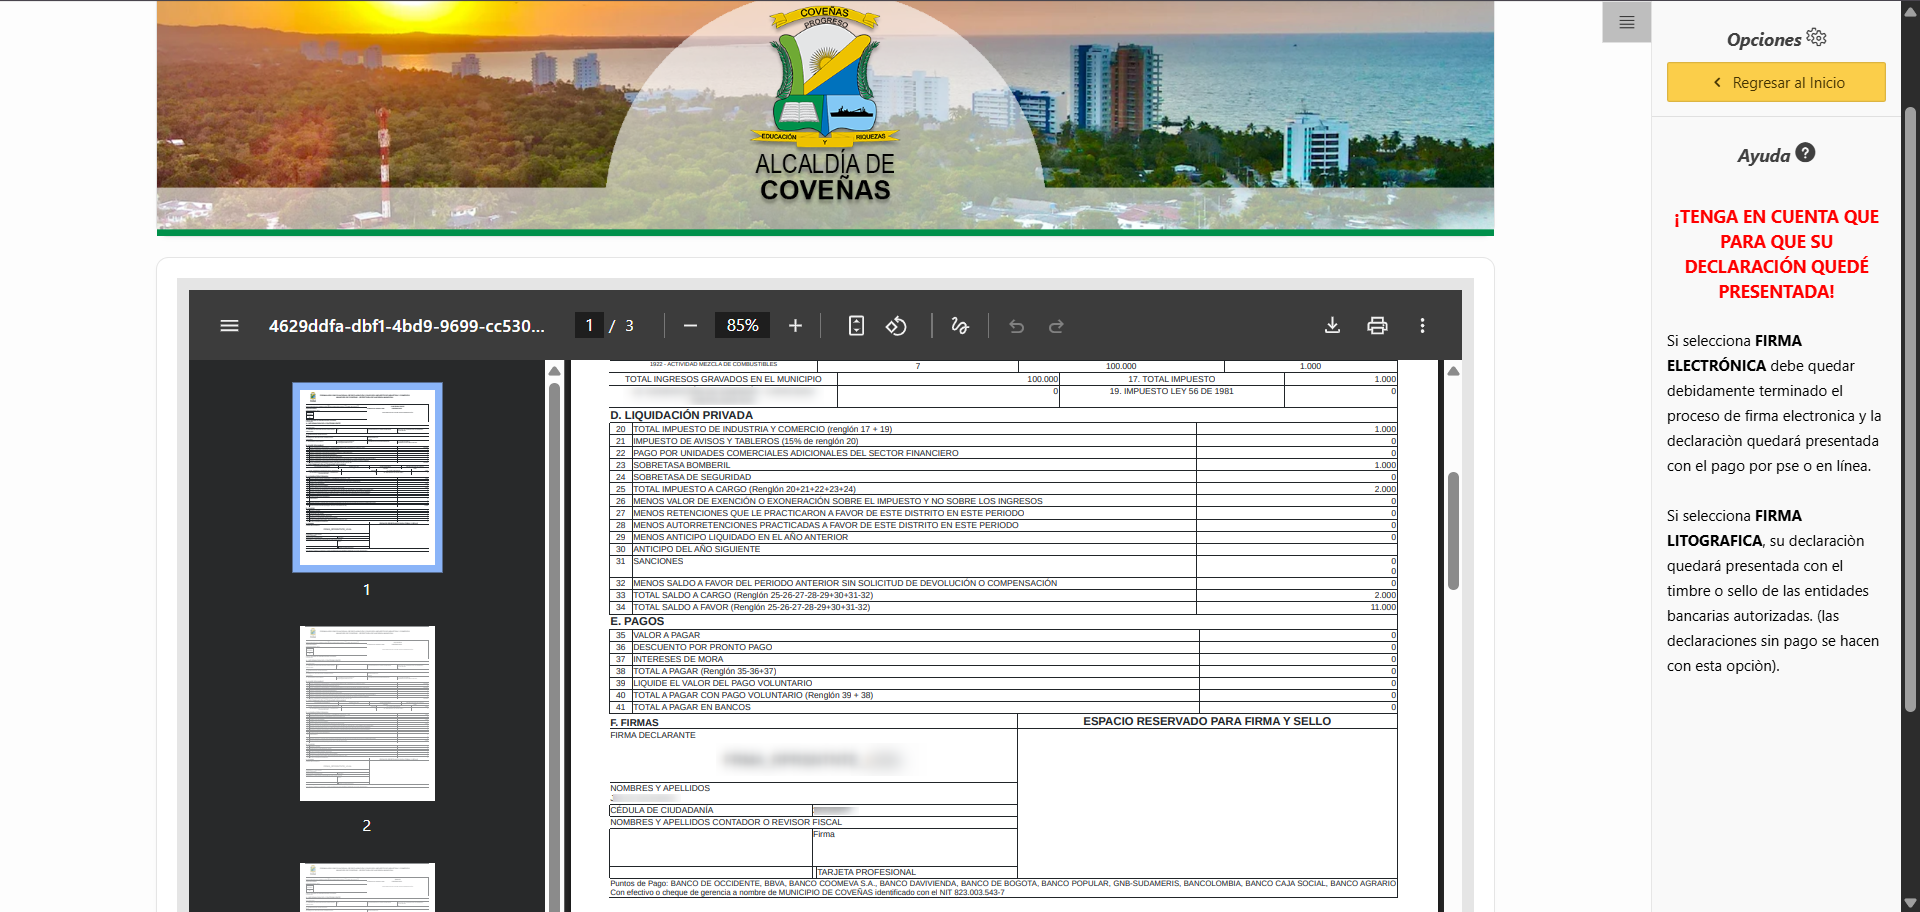 COVEÑAS
PROGRESO
EDUCACIÓN Y RIQUEZAS
ALCALDÍA DE
COVEÑAS
Opciones
Regresar al Inicio
Ayuda
¡TENGA EN CUENTA QUE
PARA QUE SU
DECLARACIÓN QUEDÉ
PRESENTADA!
Si selecciona FIRMA
ELECTRÓNICA debe quedar
debidamente terminado el
proceso de firma electronica y la
declaraciòn quedará presentada
con el pago por pse o en línea.
Si selecciona FIRMA
LITOGRAFICA, su declaraciòn
quedará presentada con el
timbre o sello de las entidades
bancarias autorizadas. (las
declaraciones sin pago se hacen
con esta opciòn).
4629ddfa-dbf1-4bd9-9699-cc530... 1 / 3 85%
1
2
1922 - ACTIVIDAD MEZCLA DE COMBUSTIBLES 7 100.000 1.000
TOTAL INGRESOS GRAVADOS EN EL MUNICIPIO 100.000 17. TOTAL IMPUESTO 1.000
0 19. IMPUESTO LEY 56 DE 1981 0
D. LIQUIDACIÓN PRIVADA
20 TOTAL IMPUESTO DE INDUSTRIA Y COMERCIO (renglón 17 + 19) 1.000
21 IMPUESTO DE AVISOS Y TABLEROS (15% de renglón 20) 0
22 PAGO POR UNIDADES COMERCIALES ADICIONALES DEL SECTOR FINANCIERO 0
23 SOBRETASA BOMBERIL 1.000
24 SOBRETASA DE SEGURIDAD 0
25 TOTAL IMPUESTO A CARGO (Renglón 20+21+22+23+24) 2.000
26 MENOS VALOR DE EXENCIÓN O EXONERACIÓN SOBRE EL IMPUESTO Y NO SOBRE LOS INGRESOS 0
27 MENOS RETENCIONES QUE LE PRACTICARON A FAVOR DE ESTE DISTRITO EN ESTE PERIODO 0
28 MENOS AUTORRETENCIONES PRACTICADAS A FAVOR DE ESTE DISTRITO EN ESTE PERIODO 0
29 MENOS ANTICIPO LIQUIDADO EN EL AÑO ANTERIOR 0
30 ANTICIPO DEL AÑO SIGUIENTE
31 SANCIONES 0
0
32 MENOS SALDO A FAVOR DEL PERIODO ANTERIOR SIN SOLICITUD DE DEVOLUCIÓN O COMPENSACIÓN 0
33 TOTAL SALDO A CARGO (Renglón 25-26-27-28-29+30+31-32) 2.000
34 TOTAL SALDO A FAVOR (Renglón 25-26-27-28-29+30+31-32) 11.000
E. PAGOS
35 VALOR A PAGAR 0
36 DESCUENTO POR PRONTO PAGO 0
37 INTERESES DE MORA 0
38 TOTAL A PAGAR (Renglón 35-36+37) 0
39 LIQUIDE EL VALOR DEL PAGO VOLUNTARIO 0
40 TOTAL A PAGAR CON PAGO VOLUNTARIO (Renglón 39 + 38) 0
41 TOTAL A PAGAR EN BANCOS 0
F. FIRMAS ESPACIO RESERVADO PARA FIRMA Y SELLO
FIRMA DECLARANTE
NOMBRES Y APELLIDOS
CÉDULA DE CIUDADANÍA
NOMBRES Y APELLIDOS CONTADOR O REVISOR FISCAL
Firma
TARJETA PROFESIONAL
Puntos de Pago: BANCO DE OCCIDENTE, BBVA, BANCO COOMEVA S.A., BANCO DAVIVIENDA, BANCO DE BOGOTA, BANCO POPULAR, GNB-SUDAMERIS, BANCOLOMBIA, BANCO CAJA SOCIAL, BANCO AGRARIO
Con efectivo o cheque de gerencia a nombre de MUNICIPIO DE COVEÑAS identificado con el NIT 823.003.543-7